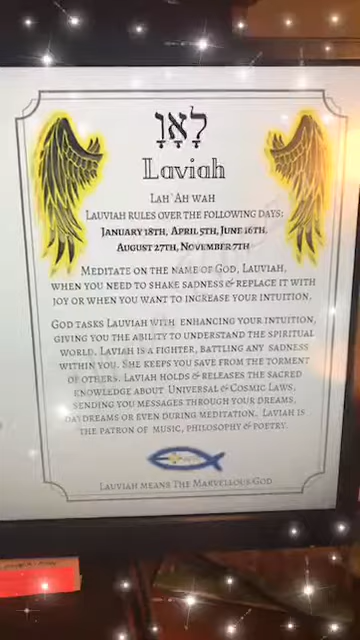 לָאָוָ
Laviah
Lah`Ah wah
Lauviah rules over the following days:
January 18th, April 5th, June 16th,
August 27th, November 7th
Meditate on the name of God, Lauviah,
when you need to shake sadness & replace it with
joy or when you want to increase your intuition.
God tasks Lauviah with enhancing your intuition,
giving you the ability to understand the spiritual
world. Laviah is a fighter, battling any sadness
within you. She keeps you save from the torment
of others. Laviah holds & releases the sacred
knowledge about Universal & Cosmic Laws,
sending you messages through your dreams,
daydreams or even during meditation. Laviah is
the patron of music, philosophy & poetry.
Lauviah means The Marvellous God